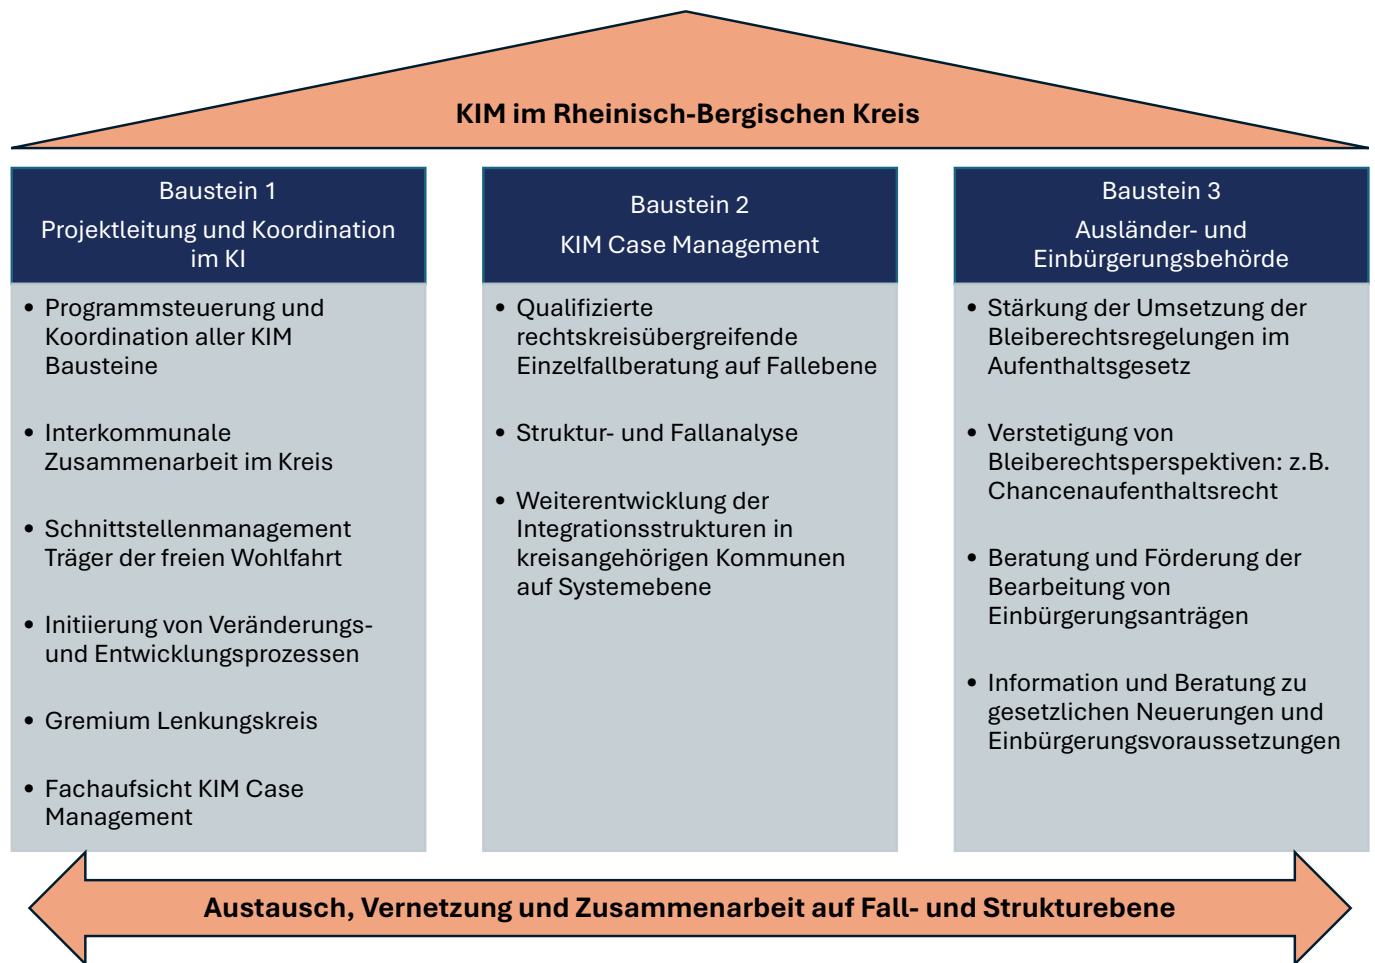 KIM im Rheinisch-Bergischen Kreis
Baustein 1
Projektleitung und Koordination
im KI
• Programmsteuerung und
Koordination aller KIM
Bausteine
• Interkommunale
Zusammenarbeit im Kreis
• Schnittstellenmanagement
Träger der freien Wohlfahrt
• Initiierung von Veränderungs-
und Entwicklungsprozessen
• Gremium Lenkungskreis
• Fachaufsicht KIM Case
Management
Baustein 2
KIM Case Management
• Qualifizierte
rechtskreisübergreifende
Einzelfallberatung auf Fallebene
• Struktur- und Fallanalyse
• Weiterentwicklung der
Integrationsstrukturen in
kreisangehörigen Kommunen
auf Systemebene
Baustein 3
Ausländer- und
Einbürgerungsbehörde
• Stärkung der Umsetzung der
Bleiberechtsregelungen im
Aufenthaltsgesetz
• Verstetigung von
Bleiberechtsperspektiven: z.B.
Chancenaufenthaltsrecht
• Beratung und Förderung der
Bearbeitung von
Einbürgerungsanträgen
• Information und Beratung zu
gesetzlichen Neuerungen und
Einbürgerungsvoraussetzungen
Austausch, Vernetzung und Zusammenarbeit auf Fall- und Strukturebene